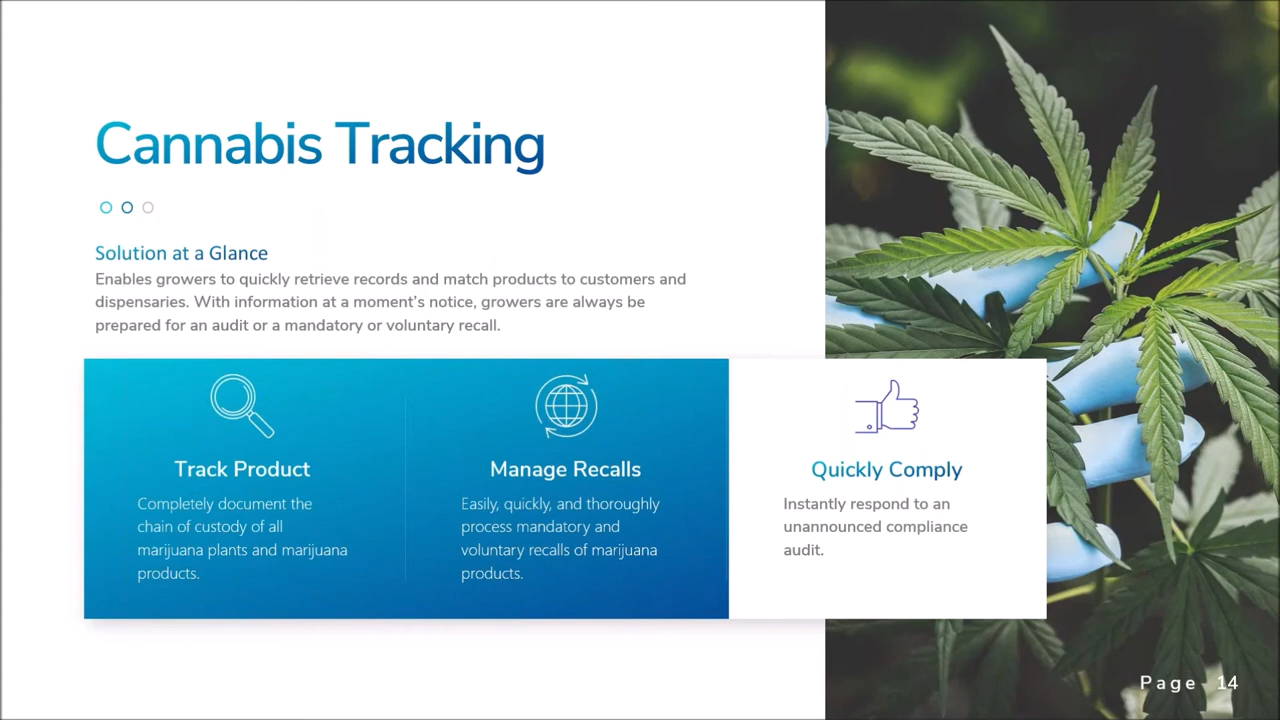 Cannabis Tracking
Solution at a Glance
Enables growers to quickly retrieve records and match products to customers and
dispensaries. With information at a moment's notice, growers are always be
prepared for an audit or a mandatory or voluntary recall.
Track Product
Completely document the
chain of custody of all
marijuana plants and marijuana
products.
Manage Recalls
Easily, quickly, and thoroughly
process mandatory and
voluntary recalls of marijuana
products.
Quickly Comply
Instantly respond to an
unannounced compliance
audit.
Page 14